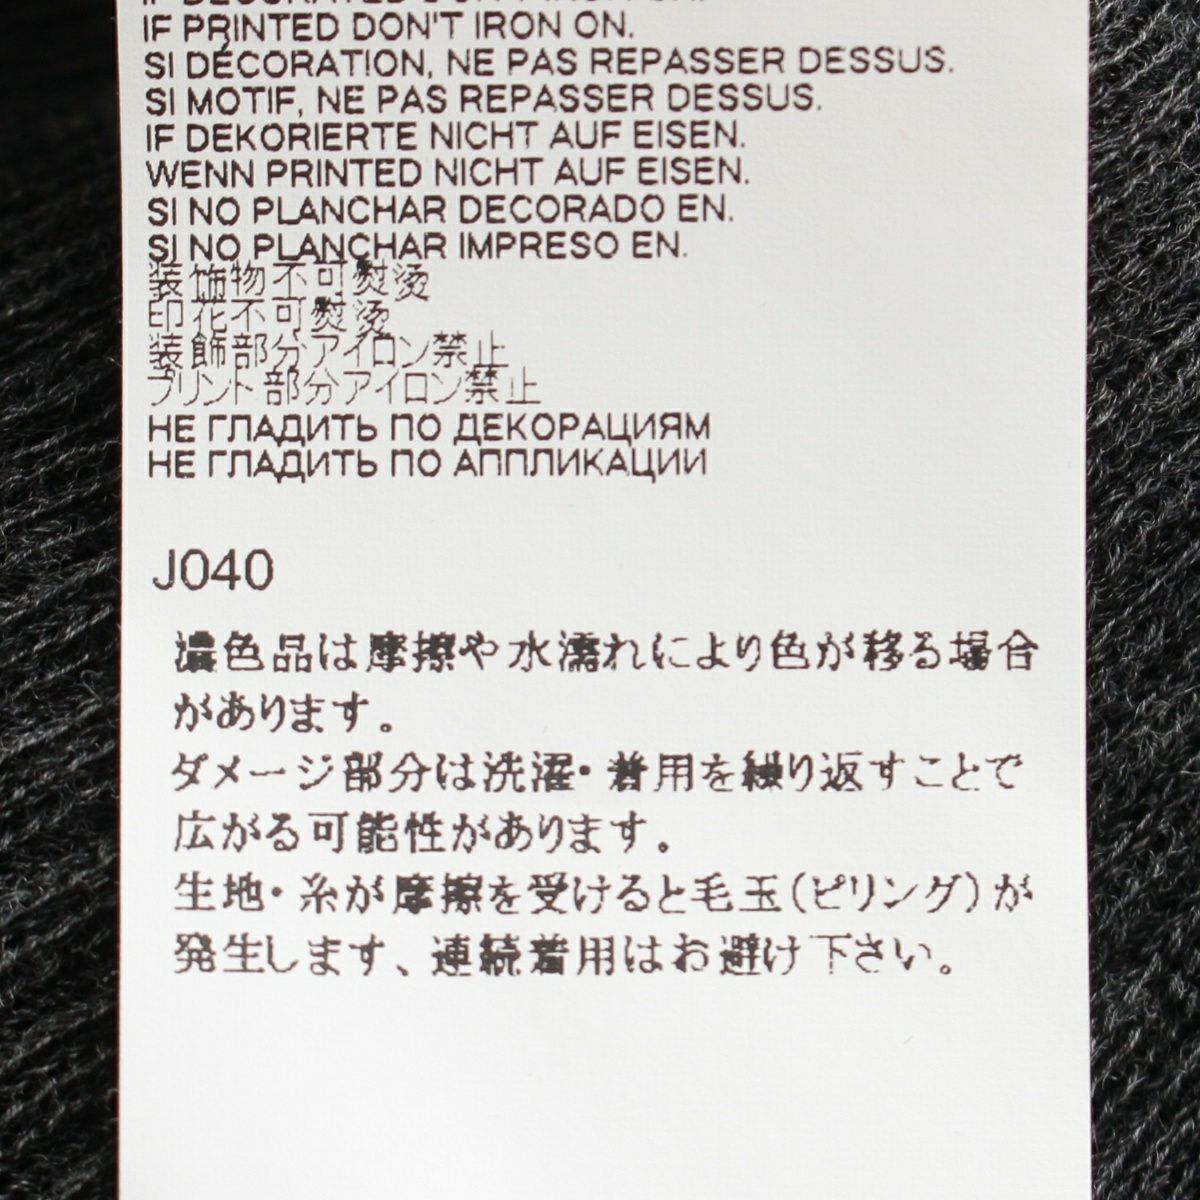 IF DECORATED DON'T IRON ON.
IF PRINTED DON'T IRON ON.
SI DÉCORATION, NE PAS REPASSER DESSUS.
SI MOTIF, NE PAS REPASSER DESSUS.
IF DEKORIERTE NICHT AUF EISEN.
WENN PRINTED NICHT AUF EISEN.
SI NO PLANCHAR DECORADO EN.
SI NO PLANCHAR IMPRESO EN.
装饰物不可熨烫
印花不可熨烫
装飾部分アイロン禁止
プリント部分アイロン禁止
НЕ ГЛАДИТЬ ПО ДЕКОРАЦИЯМ
НЕ ГЛАДИТЬ ПО АППЛИКАЦИИ
J040
濃色品は摩擦や水濡れにより色が移る場合
があります。
ダメージ部分は洗濯・着用を繰り返すことで
広がる可能性があります。
生地・糸が摩擦を受けると毛玉(ピリング)が
発生します、連続着用はお避け下さい。